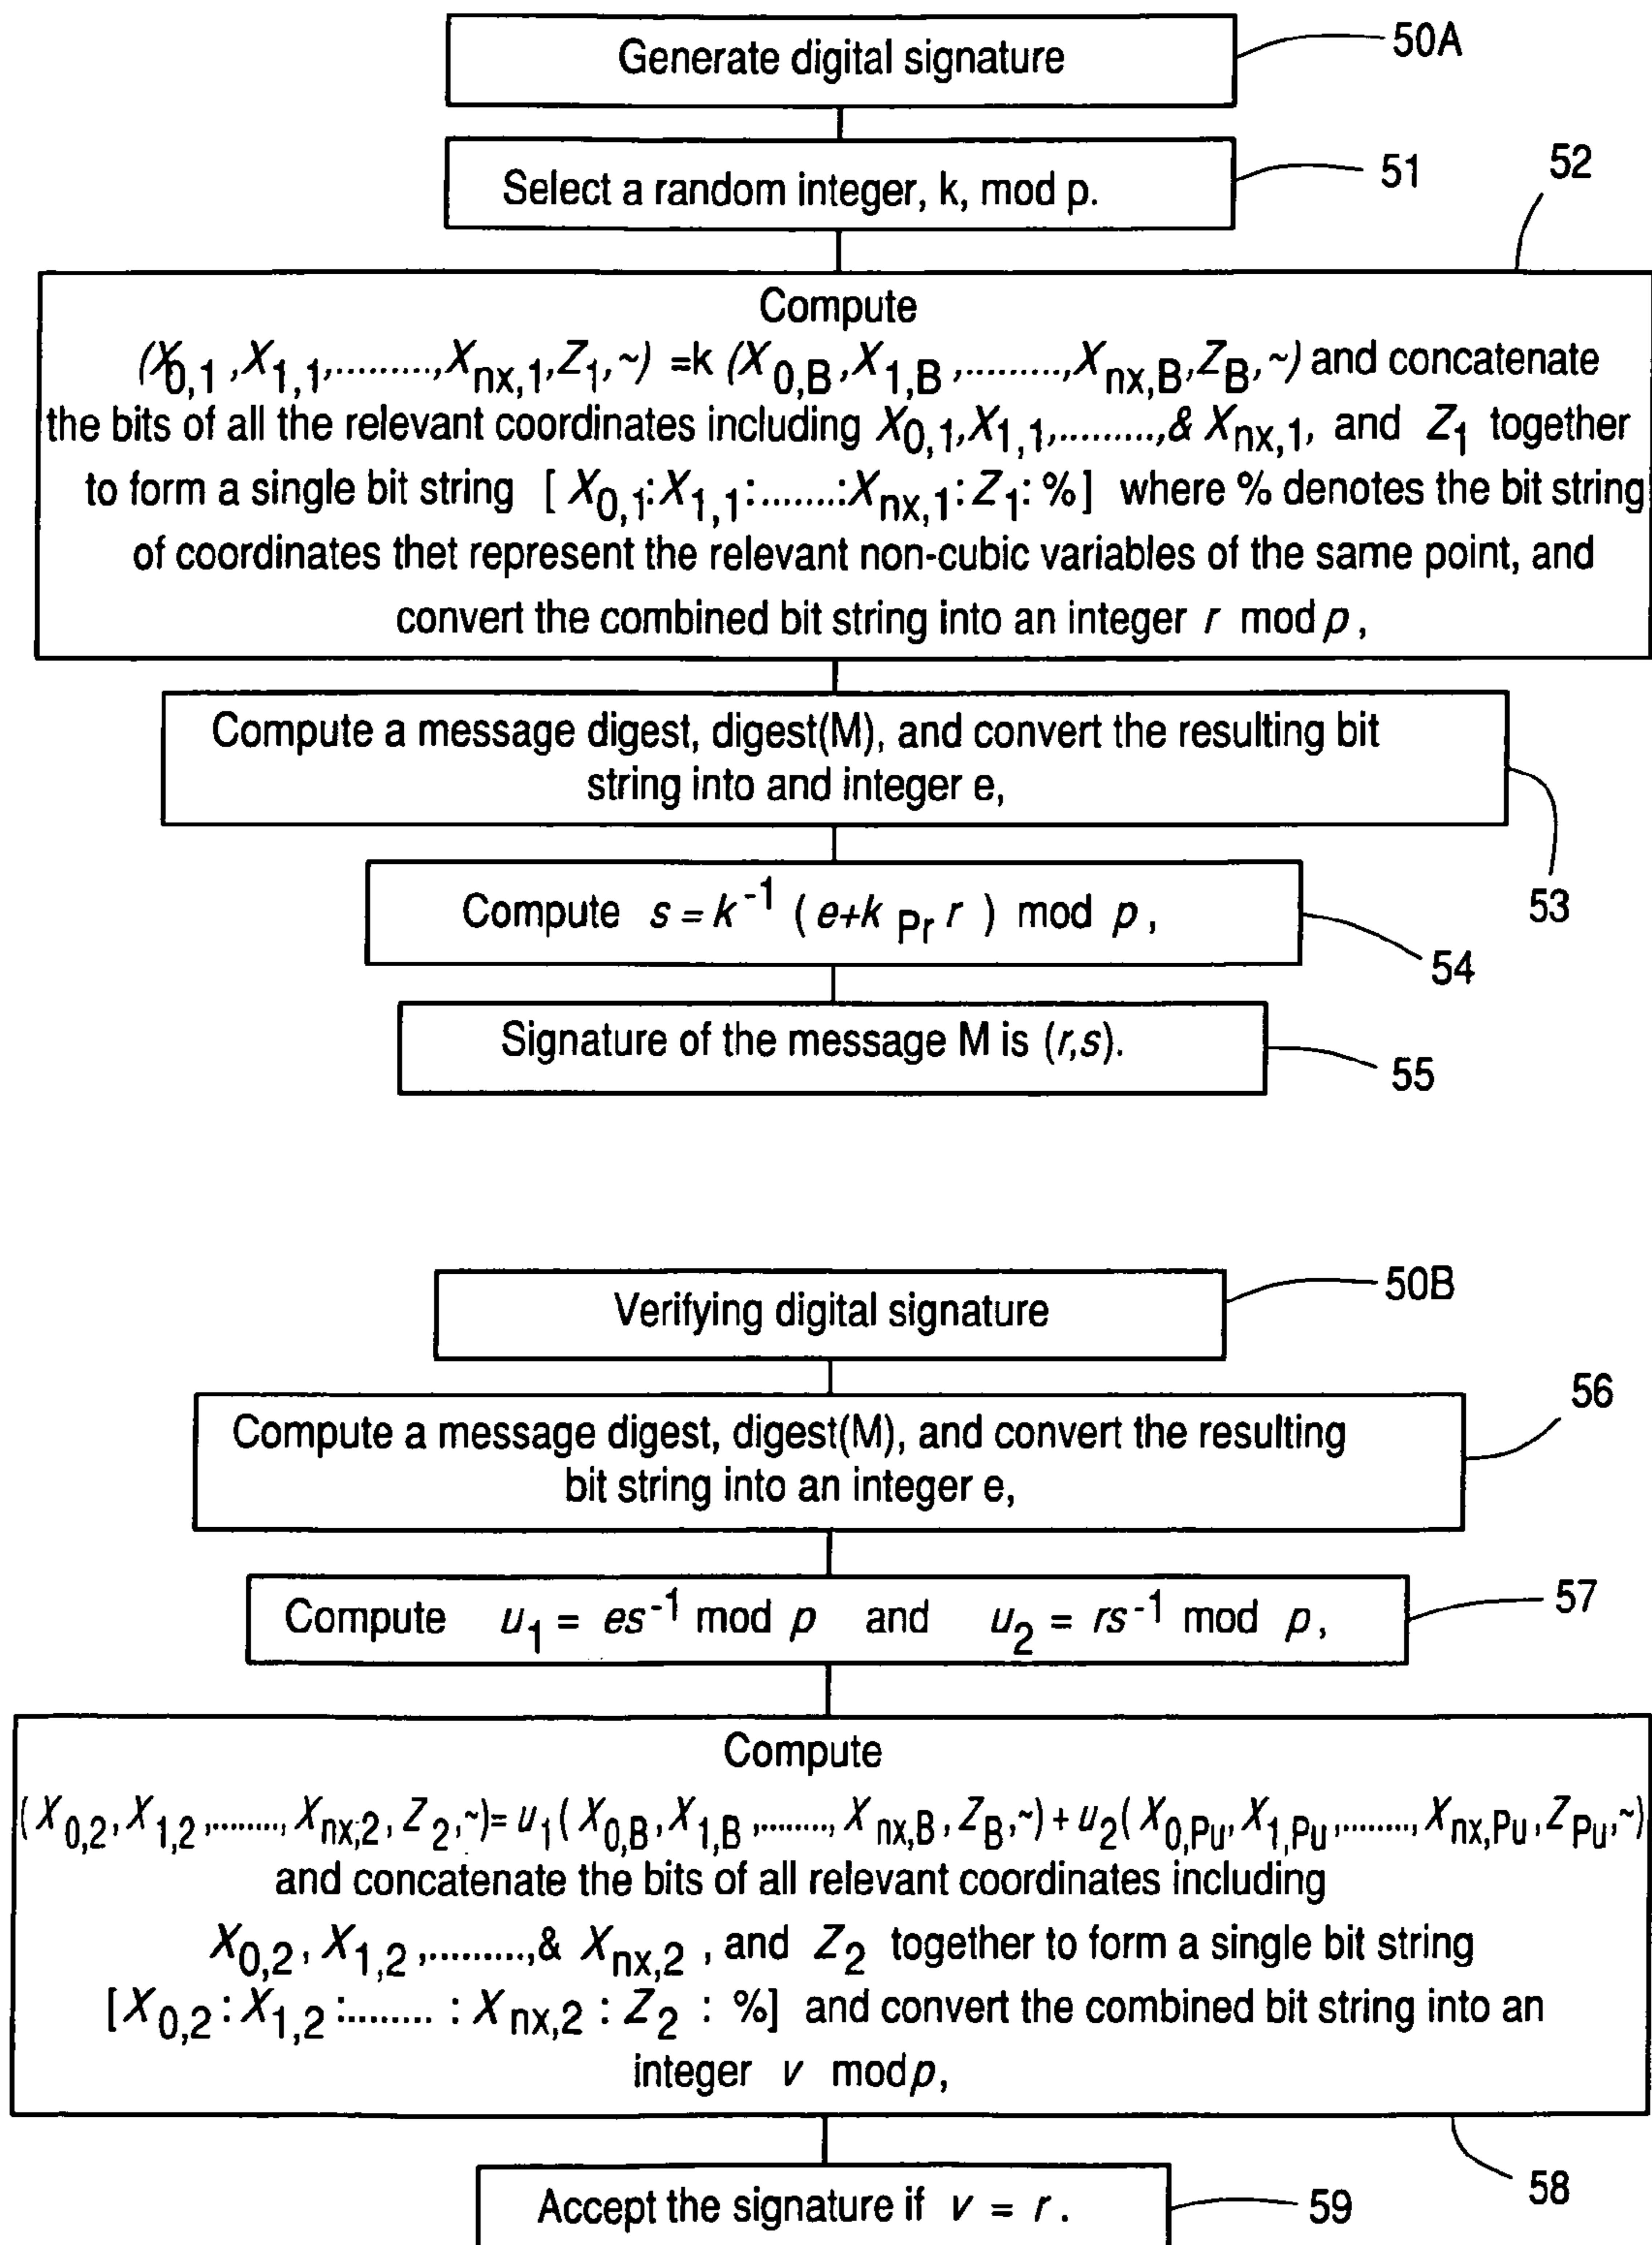 Generate digital signature
50A
Select a random integer, k, mod p.
51
52
Compute
(X0,1 ,X1,1,.........,Xnx,1,Z1,~) =k (X0,B,X1,B,.........,Xnx,B,ZB,~) and concatenate
the bits of all the relevant coordinates including X0,1,X1,1,.........,& Xnx,1, and Z1 together
to form a single bit string [ X0,1:X1,1:.......:Xnx,1:Z1: %] where % denotes the bit string
of coordinates thet represent the relevant non-cubic variables of the same point, and
convert the combined bit string into an integer r mod p,
Compute a message digest, digest(M), and convert the resulting bit
string into and integer e,
53
Compute s = k^-1 ( e+k Pr r ) mod p,
54
Signature of the message M is (r,s).
55
Verifying digital signature
50B
Compute a message digest, digest(M), and convert the resulting
bit string into an integer e,
56
Compute u1 = es^-1 mod p and u2 = rs^-1 mod p,
57
Compute
(X0,2, X1,2,........, Xnx,2, Z2,~)= u1( X0,B, X1,B,........, Xnx,B, ZB,~) + u2( X0,Pu, X1,Pu,........, Xnx,Pu, ZPu,~)
and concatenate the bits of all relevant coordinates including
X0,2, X1,2,..........,& Xnx,2 , and Z2 together to form a single bit string
[X0,2:X1,2:......... : Xnx,2 : Z2 : %] and convert the combined bit string into an
integer v modp,
58
Accept the signature if v = r.
59